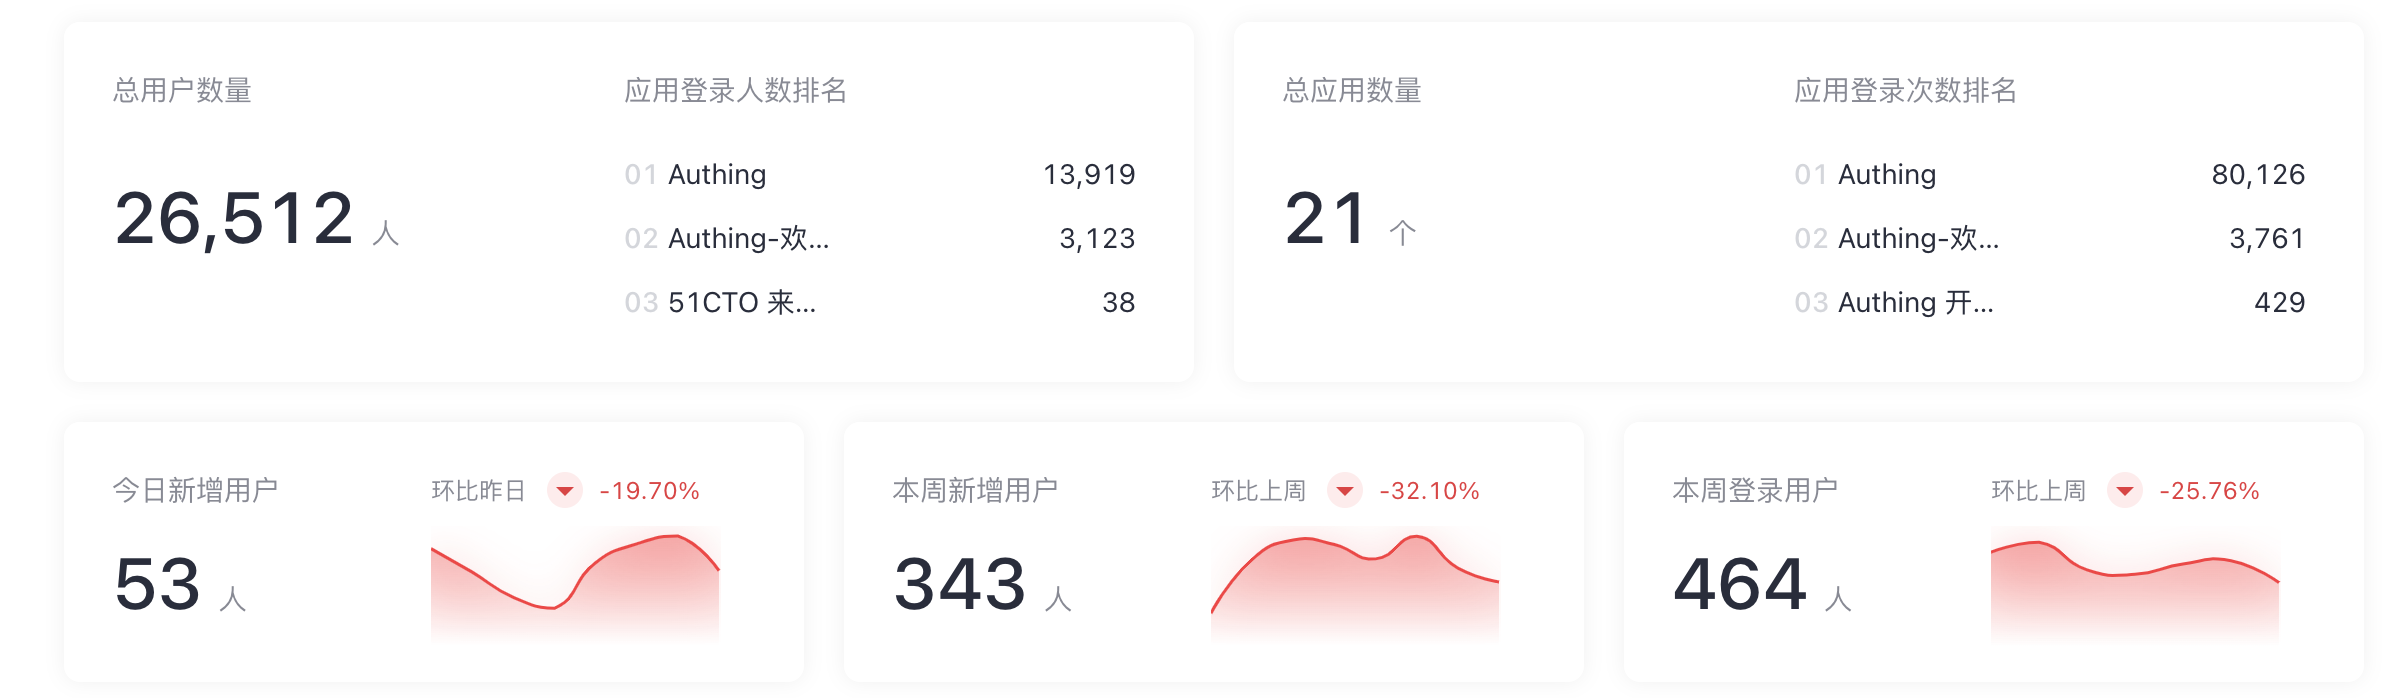 总用户数量
26,512 人
应用登录人数排名
01 Authing 13,919
02 Authing-欢... 3,123
03 51CTO 来... 38
总应用数量
21 个
应用登录次数排名
01 Authing 80,126
02 Authing-欢... 3,761
03 Authing 开... 429
今日新增用户
53 人
环比昨日 -19.70%
本周新增用户
343 人
环比上周 -32.10%
本周登录用户
464 人
环比上周 -25.76%